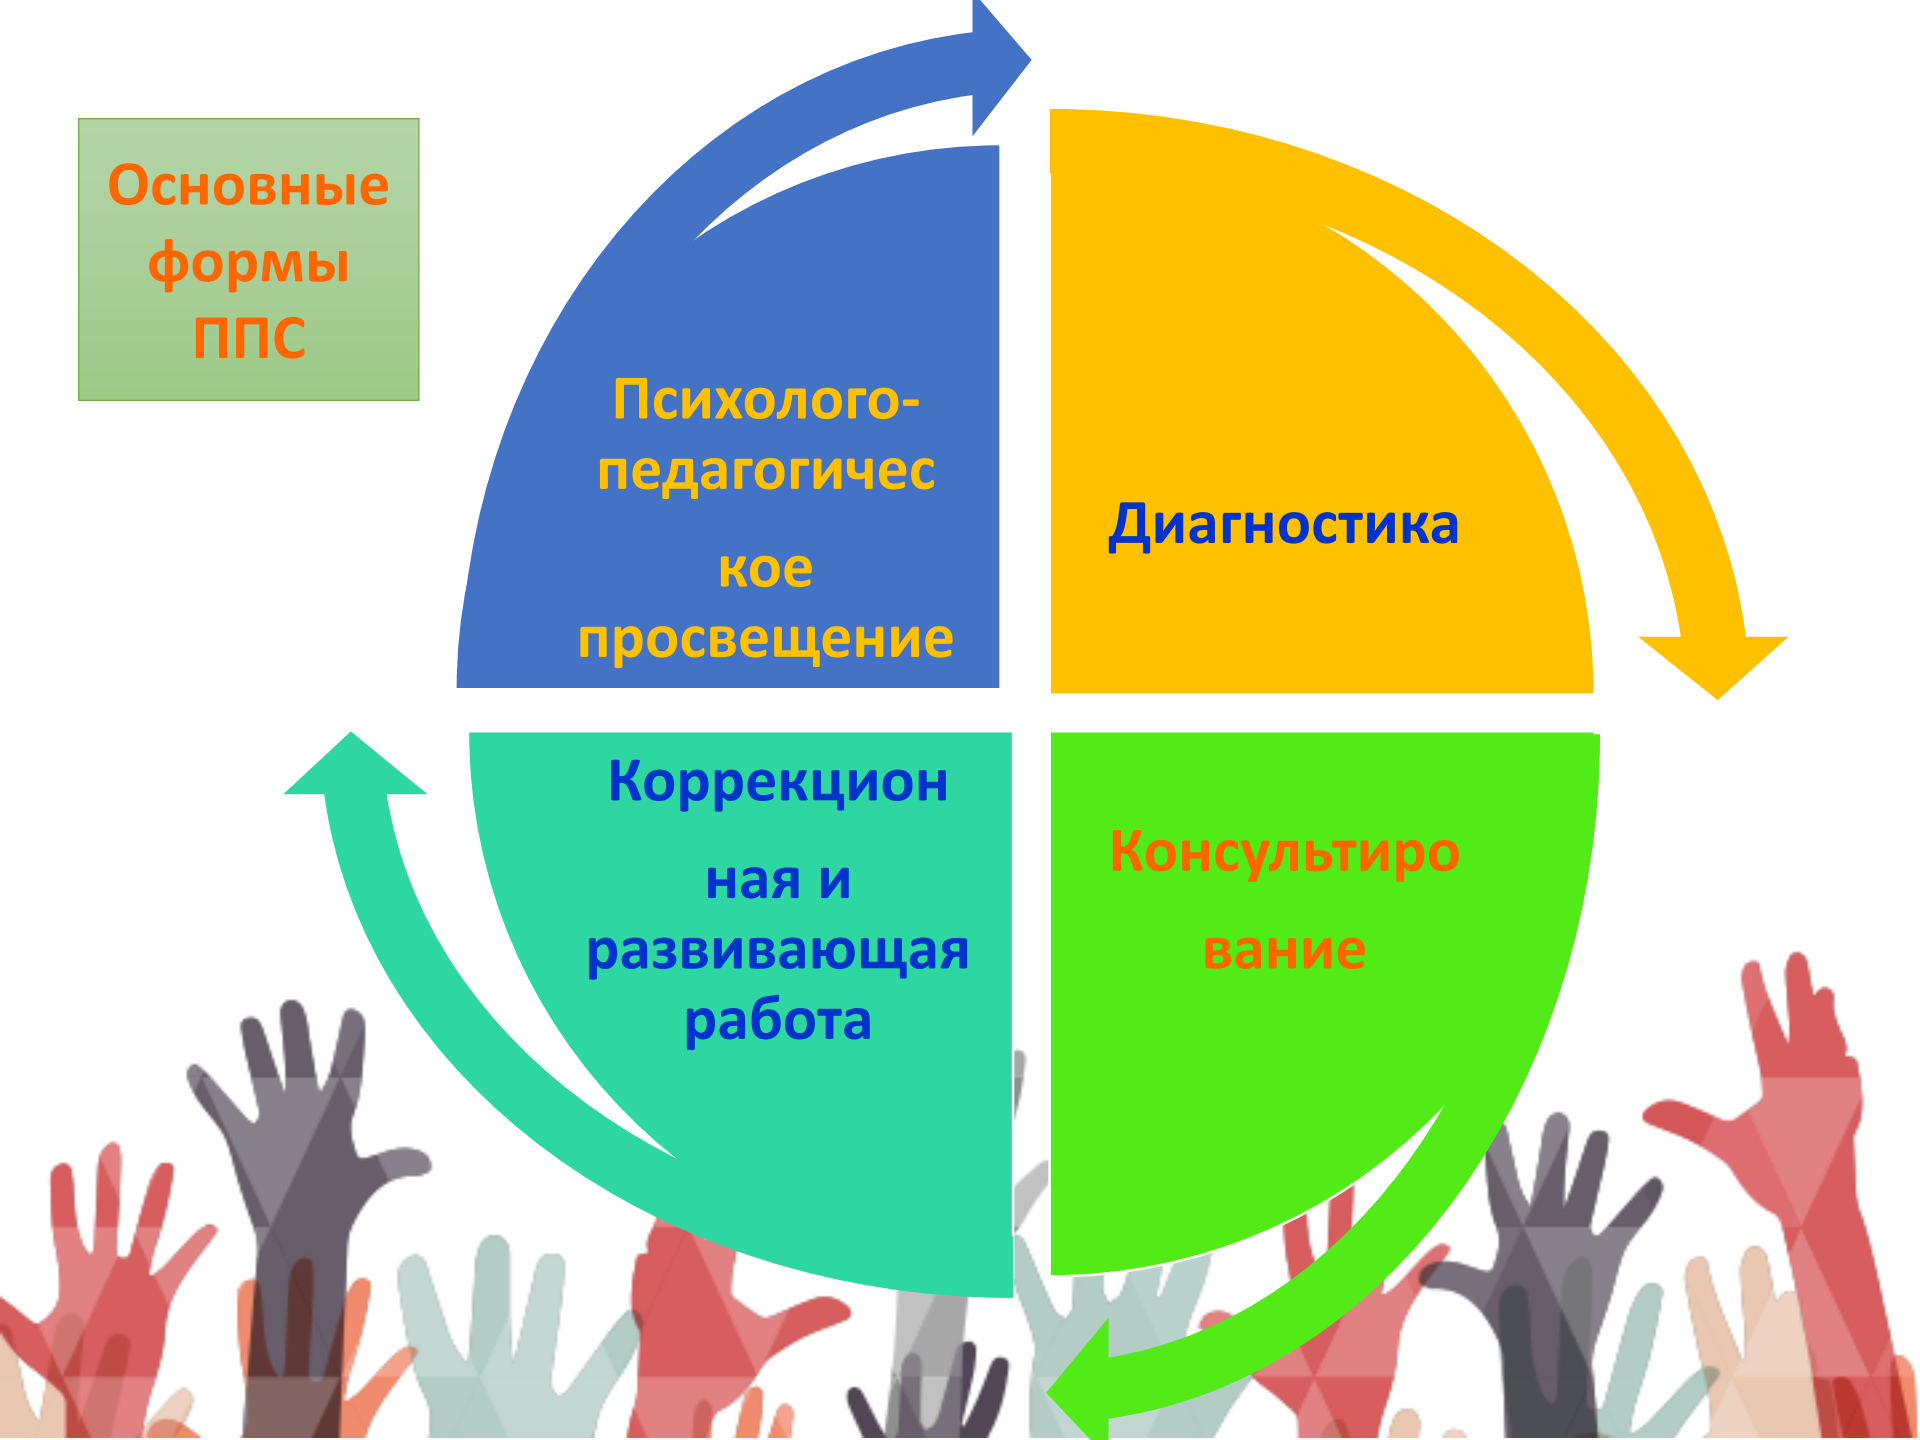 Основные
формы
ППС
Психолого-
педагогичес
кое
просвещение
Диагностика
Коррекцион
ная и
развивающая
работа
Консультиро
вание